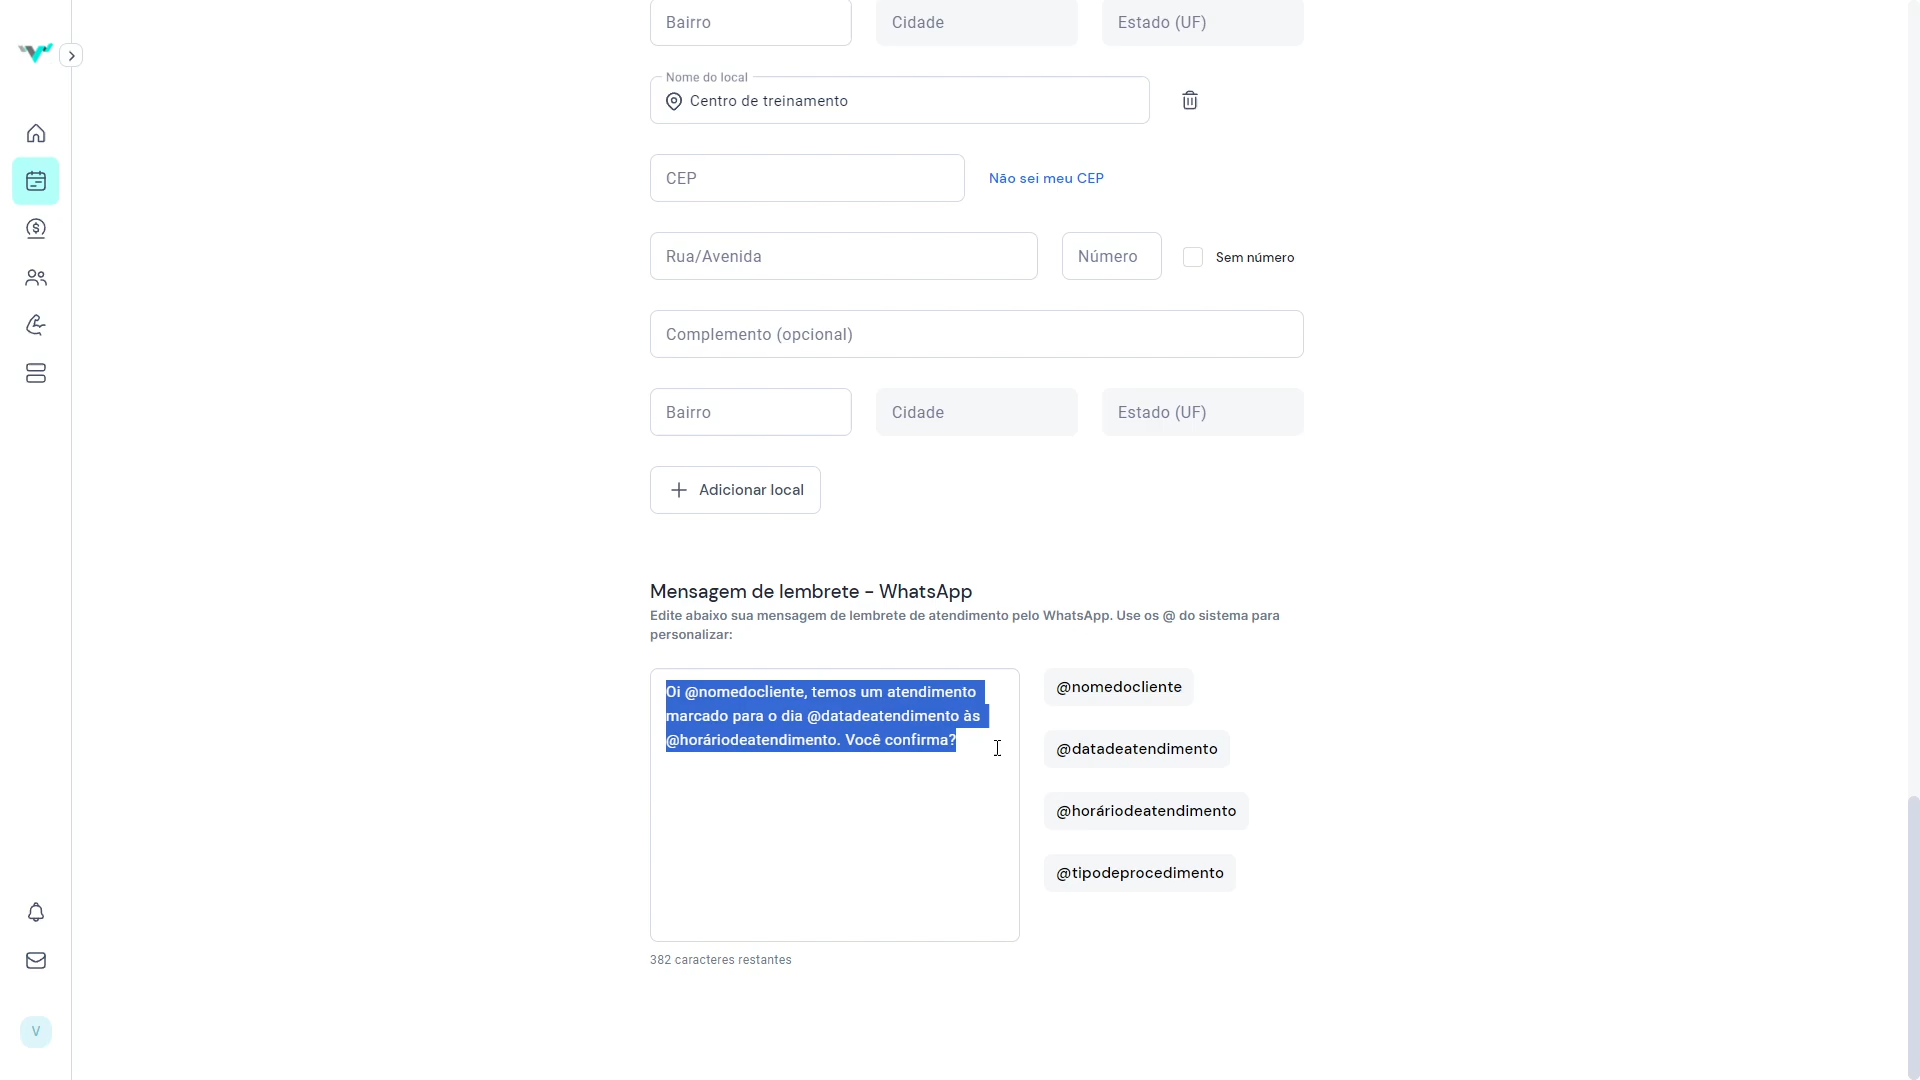 Bairro
Cidade
Estado (UF)
Nome do local
Centro de treinamento
CEP
Não sei meu CEP
Rua/Avenida
Número
Sem número
Complemento (opcional)
Bairro
Cidade
Estado (UF)
Adicionar local
Mensagem de lembrete - WhatsApp
Edite abaixo sua mensagem de lembrete de atendimento pelo WhatsApp. Use os @ do sistema para
personalizar:
Oi @nomedocliente, temos um atendimento
marcado para o dia @datadeatendimento às
@horáriodeatendimento. Você confirma?
@nomedocliente
@datadeatendimento
@horáriodeatendimento
@tipodeprocedimento
382 caracteres restantes
V